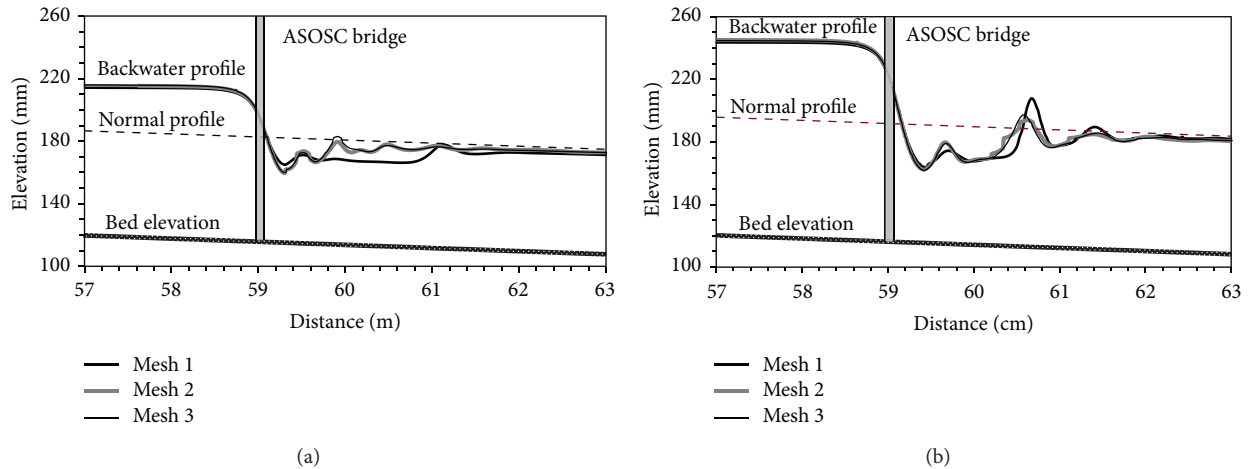 260
220
180
140
100
Elevation (mm)
ASOSC bridge
Backwater profile
Normal profile
Bed elevation
57 58 59 60 61 62 63
Distance (m)
Mesh 1
Mesh 2
Mesh 3
(a)
260
220
180
140
100
Elevation (mm)
Backwater profile
ASOSC bridge
Normal profile
Bed elevation
57 58 59 60 61 62 63
Distance (cm)
Mesh 1
Mesh 2
Mesh 3
(b)